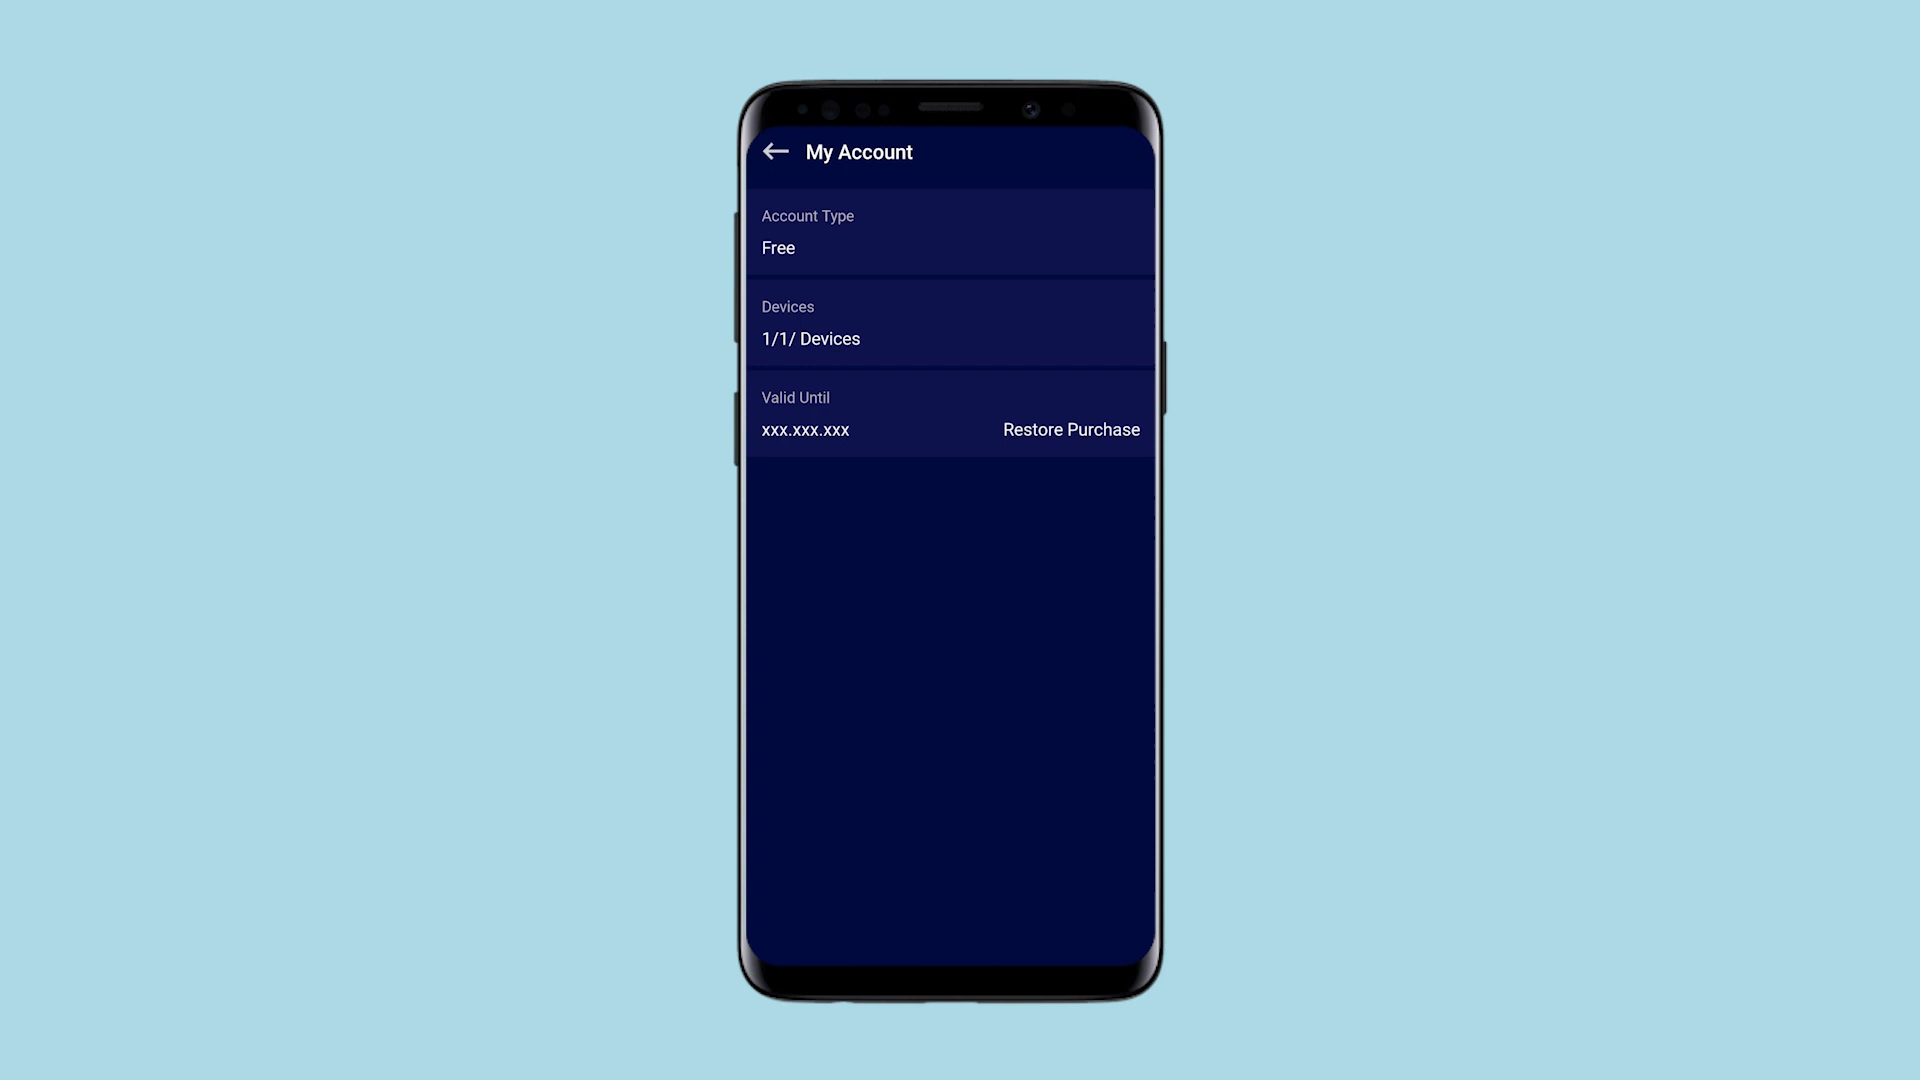 My Account
Account Type
Free
Devices
1/1/ Devices
Valid Until
xxx.xxx.xxx Restore Purchase